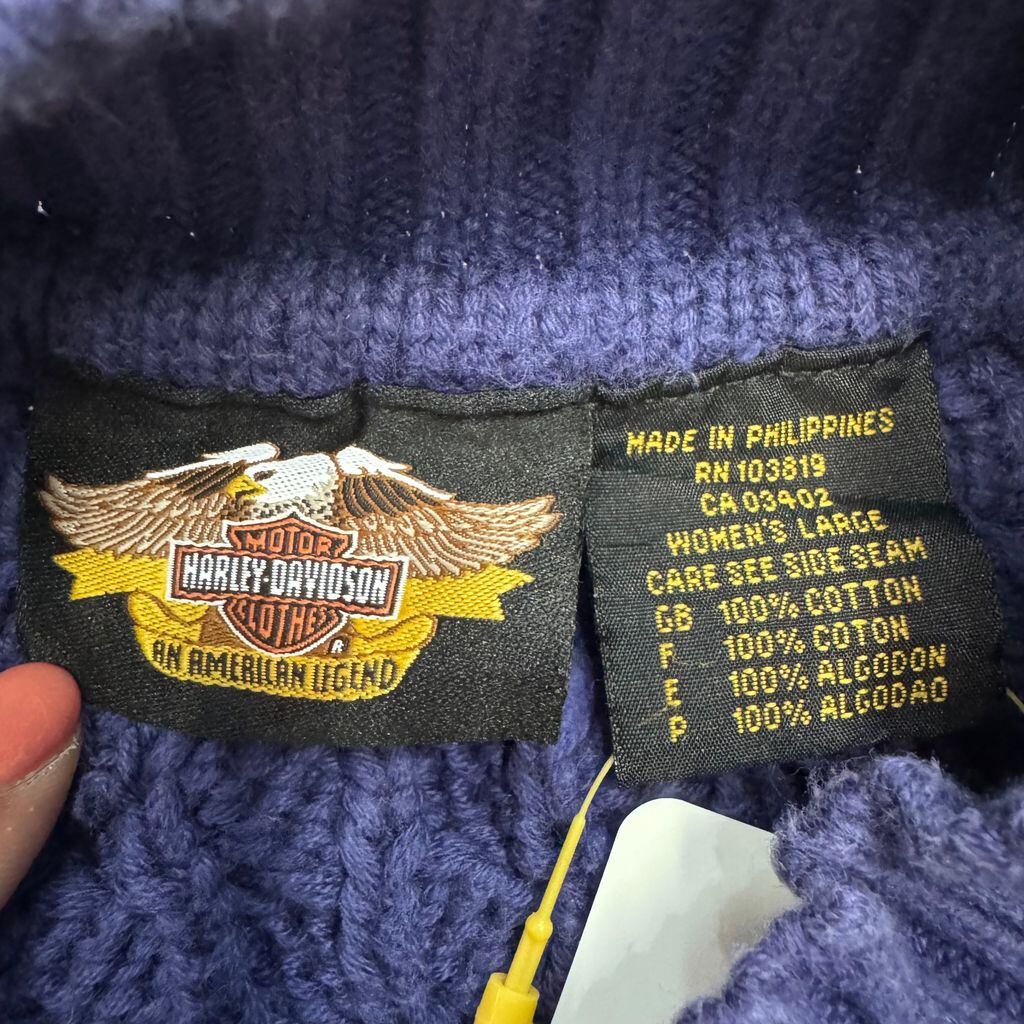 MOTOR
HARLEY-DAVIDSON
CLOTHES
®
AN AMERICAN LEGEND
MADE IN PHILIPPINES
RN 103819
CA 03402
WOMEN'S LARGE
CARE SEE SIDE SEAM
GB 100% COTTON
F 100% COTON
E 100% ALGODON
P 100% ALGODAO